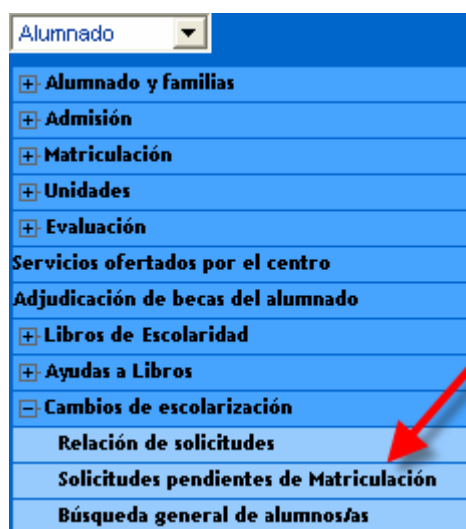 Alumnado
Alumnado y familias
Admisión
Matriculación
Unidades
Evaluación
Servicios ofertados por el centro
Adjudicación de becas del alumnado
Libros de Escolaridad
Ayudas a Libros
Cambios de escolarización
Relación de solicitudes
Solicitudes pendientes de Matriculación
Búsqueda general de alumnos/as